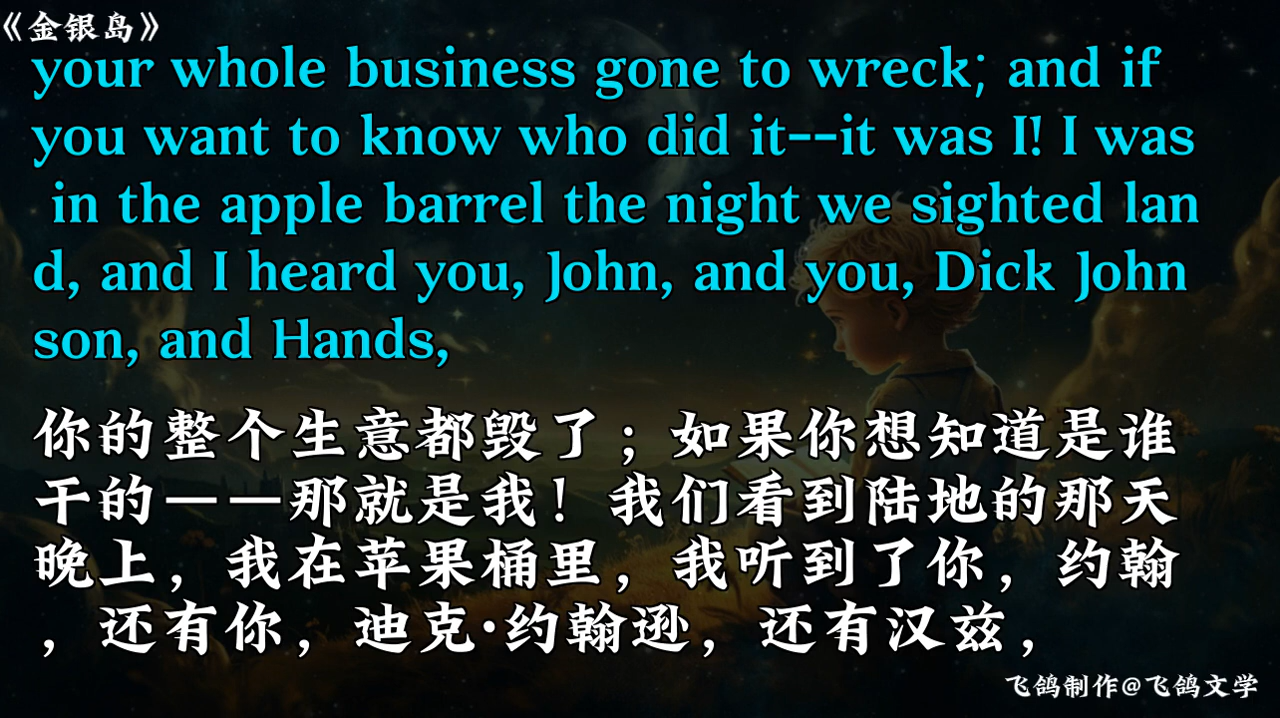 《金银岛》
your whole business gone to wreck; and if
you want to know who did it--it was I! I was
in the apple barrel the night we sighted lan
d, and I heard you, John, and you, Dick John
son, and Hands,
你的整个生意都毁了；如果你想知道是谁
干的——那就是我！我们看到陆地的那天
晚上，我在苹果桶里，我听到了你，约翰
，还有你，迪克·约翰逊，还有汉兹，
飞鸽制作@飞鸽文学